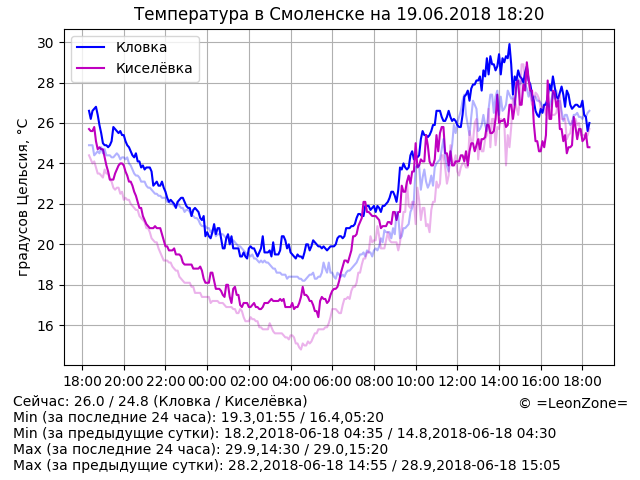 Температура в Смоленске на 19.06.2018 18:20
градусов Цельсия, °C
30
28
26
24
22
20
18
16
Кловка
Киселёвка
18:00 20:00 22:00 00:00 02:00 04:00 06:00 08:00 10:00 12:00 14:00 16:00 18:00
Сейчас: 26.0 / 24.8 (Кловка / Киселёвка)
© =LeonZone=
Min (за последние 24 часа): 19.3,01:55 / 16.4,05:20
Min (за предыдущие сутки): 18.2,2018-06-18 04:35 / 14.8,2018-06-18 04:30
Max (за последние 24 часа): 29.9,14:30 / 29.0,15:20
Max (за предыдущие сутки): 28.2,2018-06-18 14:55 / 28.9,2018-06-18 15:05